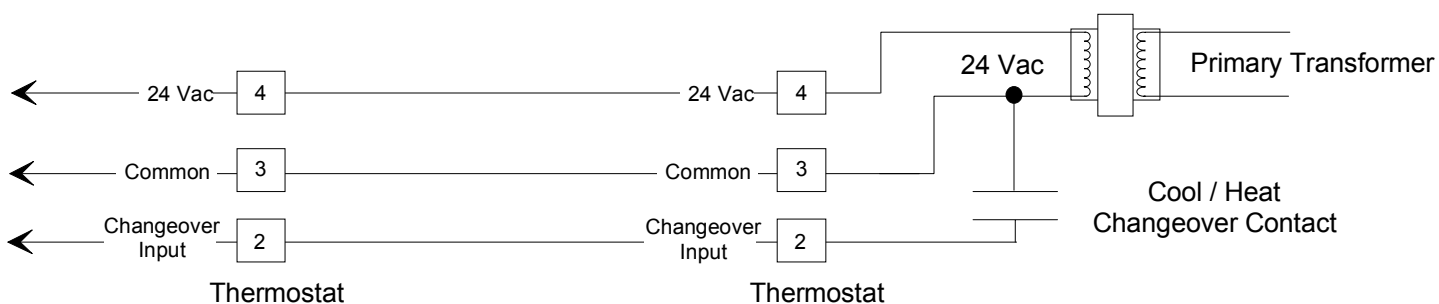 24 Vac
Primary Transformer
24 Vac 4
24 Vac 4
Common 3
Common 3
Cool / Heat
Changeover Contact
Changeover
Input
2
Changeover
Input
2
Thermostat
Thermostat